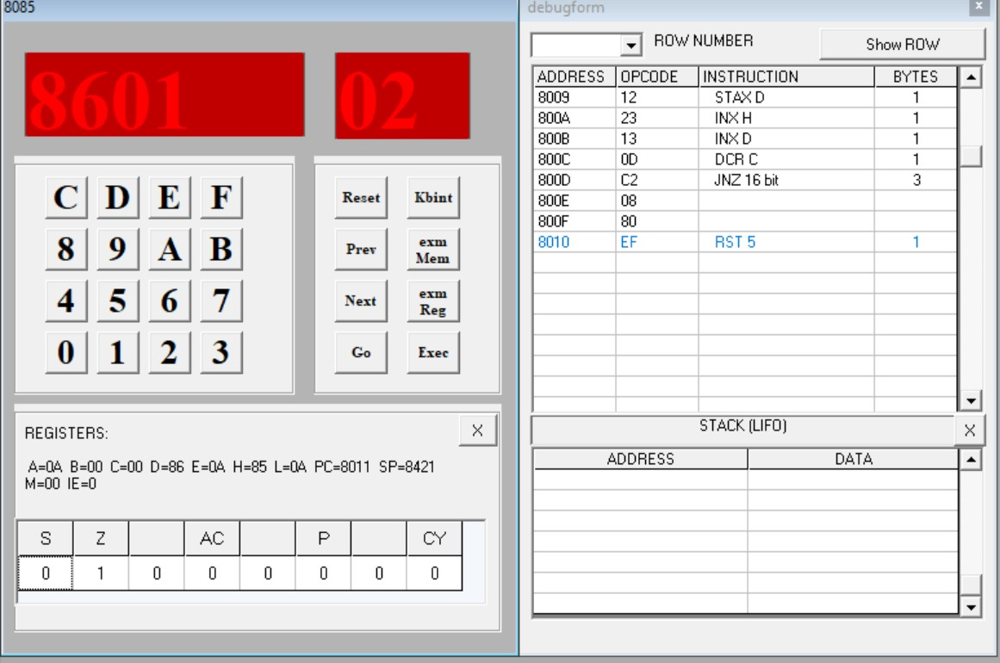 8085
8601 02
C D E F
8 9 A B
4 5 6 7
0 1 2 3
Reset Kbint
Prev exm Mem
Next exm Reg
Go Exec
REGISTERS: X
A=0A B=00 C=00 D=86 E=0A H=85 L=0A PC=8011 SP=8421
M=00 IE=0
S Z AC P CY
0 1 0 0 0 0 0 0
debugform x
ROW NUMBER Show ROW
ADDRESS OPCODE INSTRUCTION BYTES
8009 12 STAX D 1
800A 23 INX H 1
800B 13 INX D 1
800C 0D DCR C 1
800D C2 JNZ 16 bit 3
800E 08
800F 80
8010 EF RST 5 1
STACK (LIFO) X
ADDRESS DATA